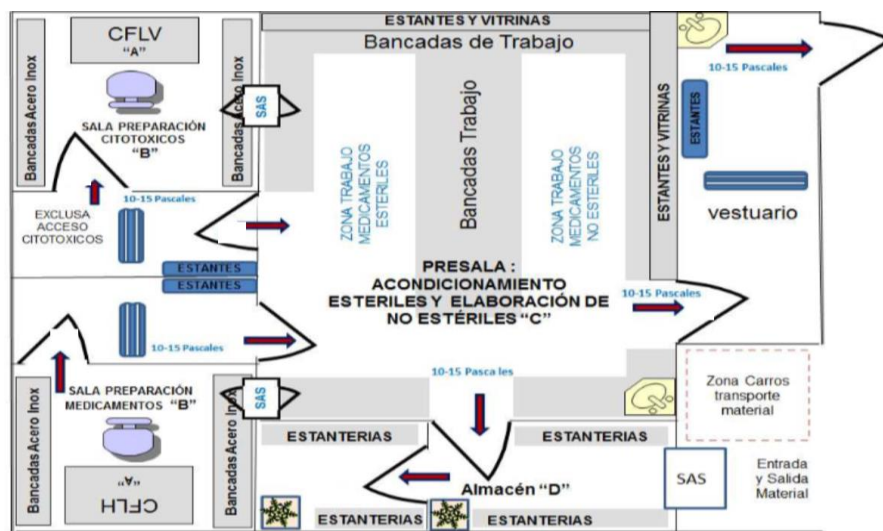 ESTANTES Y VITRINAS
Bancadas de Trabajo
CFLV
"A"
Bancadas Acero Inox
Bancadas Acero Inox
SAS
SALA PREPARACIÓN
CITOTOXICOS
"B"
10-15 Pascales
EXCLUSA
ACCESO
CITOTOXICOS
ESTANTES
ESTANTES
10-15 Pascales
SALA PREPARACIÓN
MEDICAMENTOS "B"
Bancadas Acero Inox
Bancadas Acero Inox
SAS
CFLH
"A"
ZONA TRABAJO
MEDICAMENTOS
ESTERILES
Bancadas Trabajo
ZONA TRABAJO
MEDICAMENTOS
NO ESTERILES
ESTANTES Y VITRINAS
PRESALA :
ACONDICIONAMIENTO
ESTERILES Y ELABORACIÓN DE
NO ESTÉRILES "C"
10-15 Pascales
10-15 Pascales
ESTANTES
vestuario
10-15 Pascales
ESTANTERIAS
ESTANTERIAS
Almacén "D"
ESTANTERIAS
ESTANTERIAS
Zona Carros
transporte
material
SAS
Entrada
y Salida
Material